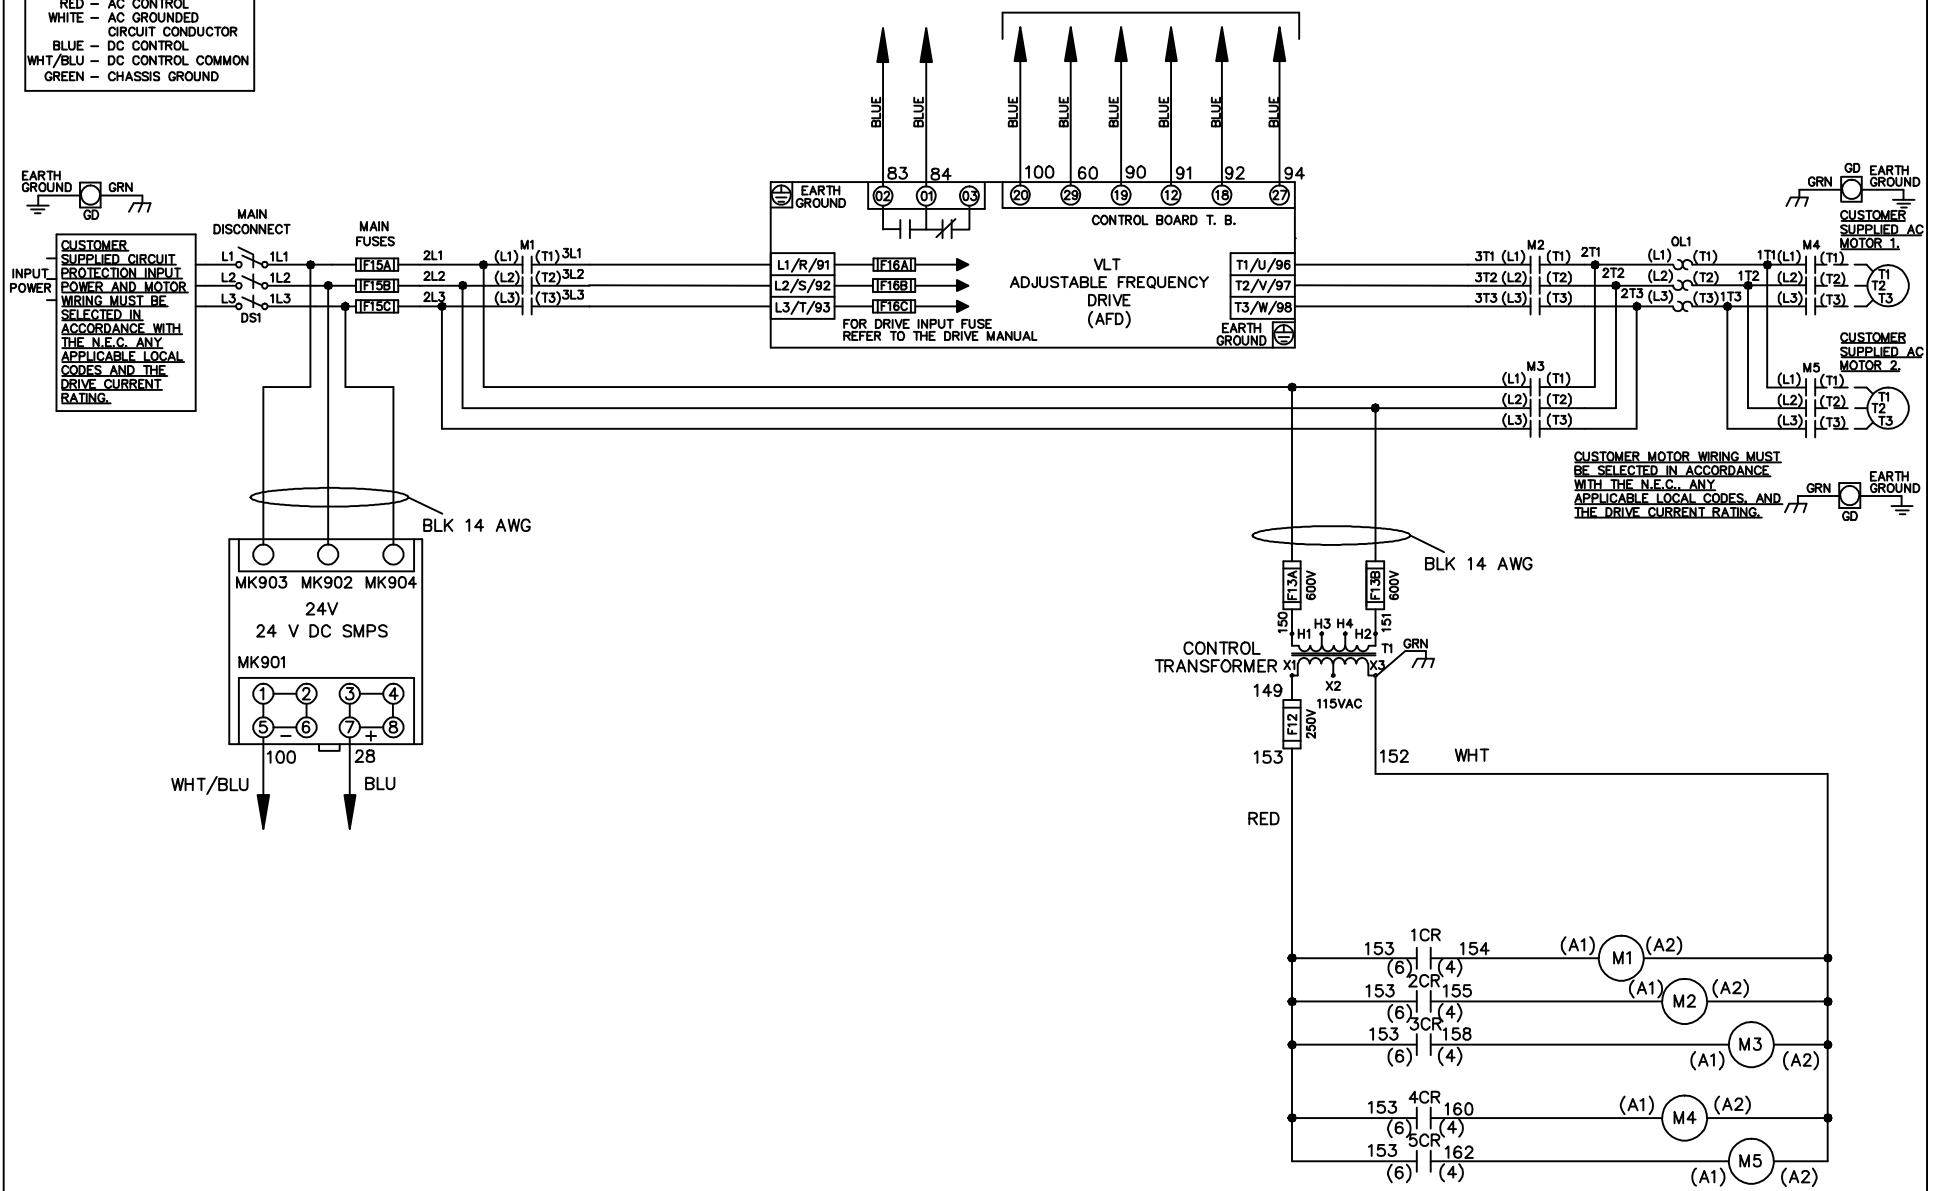 RED – AC CONTROL
WHITE – AC GROUNDED
CIRCUIT CONDUCTOR
BLUE – DC CONTROL
WHT/BLU – DC CONTROL COMMON
GREEN – CHASSIS GROUND
BLUE
BLUE
BLUE
BLUE
BLUE
BLUE
BLUE
BLUE
83
84
100
60
90
91
92
94
EARTH
GROUND
GRN
GD
EARTH
GROUND
02
01
03
20
29
19
12
18
27
CONTROL BOARD T. B.
GD
GRN
EARTH
GROUND
CUSTOMER
SUPPLIED AC
MOTOR 1.
MAIN
DISCONNECT
MAIN
FUSES
INPUT
POWER
CUSTOMER
SUPPLIED CIRCUIT
PROTECTION INPUT
POWER AND MOTOR
WIRING MUST BE
SELECTED IN
ACCORDANCE WITH
THE N.E.C. ANY
APPLICABLE LOCAL
CODES AND THE
DRIVE CURRENT
RATING.
L1 1L1
L2 1L2
L3 1L3
DS1
F15A
F15B
F15C
2L1
2L2
2L3
M1
(L1) (T1) 3L1
(L2) (T2) 3L2
(L3) (T3) 3L3
L1/R/91
L2/S/92
L3/T/93
F16A
F16B
F16C
FOR DRIVE INPUT FUSE
REFER TO THE DRIVE MANUAL
VLT
ADJUSTABLE FREQUENCY
DRIVE
(AFD)
T1/U/96
T2/V/97
T3/W/98
EARTH
GROUND
M2
3T1 (L1) (T1) 2T1
3T2 (L2) (T2) 2T2
3T3 (L3) (T3) 2T3
OL1
(L1) (T1) 1T1
(L2) (T2) 1T2
(L3) (T3) 1T3
M4
(L1) (T1)
(L2) (T2)
(L3) (T3)
T1
T2
T3
CUSTOMER
SUPPLIED AC
MOTOR 2.
M3
(L1) (T1)
(L2) (T2)
(L3) (T3)
M5
(L1) (T1)
(L2) (T2)
(L3) (T3)
T1
T2
T3
CUSTOMER MOTOR WIRING MUST
BE SELECTED IN ACCORDANCE
WITH THE N.E.C., ANY
APPLICABLE LOCAL CODES, AND
THE DRIVE CURRENT RATING.
GRN
GD
EARTH
GROUND
BLK 14 AWG
MK903 MK902 MK904
24V
24 V DC SMPS
MK901
1 2 3 4
5 6 7 8
– +
100
28
WHT/BLU
BLU
BLK 14 AWG
F13A
600V
F13B
600V
150
151
H1 H3 H4 H2
T1
GRN
CONTROL
TRANSFORMER
X1
X3
X2
115VAC
149
F12
250V
153
152
WHT
RED
1CR
153 154
(6) (4)
(A1) M1 (A2)
2CR
153 155
(6) (4)
(A1) M2 (A2)
3CR
153 158
(6) (4)
(A1) M3 (A2)
4CR
153 160
(6) (4)
(A1) M4 (A2)
5CR
153 162
(6) (4)
(A1) M5 (A2)